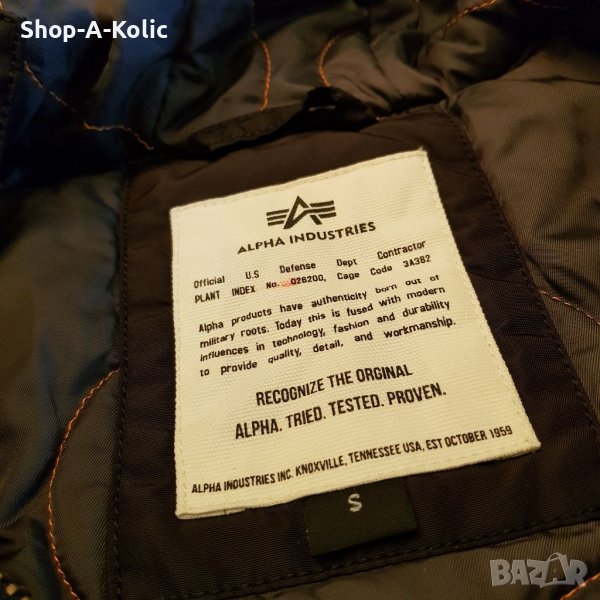 Shop-A-Kolic
ALPHA INDUSTRIES
Official U.S Defense Dept Contractor
PLANT INDEX No. 026200, Cage Code 3A3B2
Alpha products have authenticity born out of
military roots. Today this is fused with modern
influences in technology, fashion and durability
to provide quality, detail, and workmanship.
RECOGNIZE THE ORGINAL
ALPHA. TRIED. TESTED. PROVEN.
ALPHA INDUSTRIES INC. KNOXVILLE, TENNESSEE USA, EST OCTOBER 1959
S
BAZAR